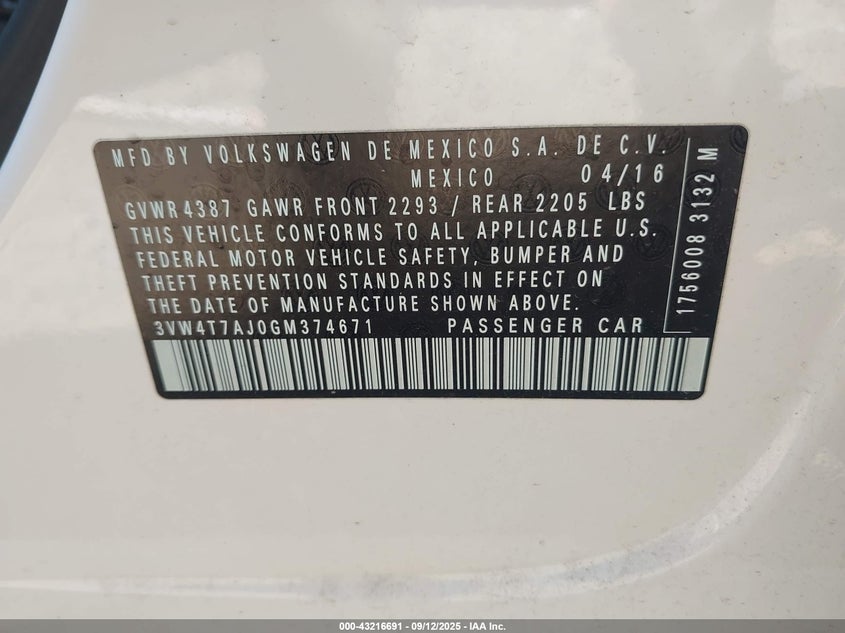 MFD BY VOLKSWAGEN DE MEXICO S.A. DE C.V.
MEXICO 04/16
GVWR 4387 GAWR FRONT 2293 / REAR 2205 LBS
THIS VEHICLE CONFORMS TO ALL APPLICABLE U.S.
FEDERAL MOTOR VEHICLE SAFETY, BUMPER AND
THEFT PREVENTION STANDARDS IN EFFECT ON
THE DATE OF MANUFACTURE SHOWN ABOVE.
3VW4T7AJ0GM374671 PASSENGER CAR
1756008 3132 M
000-43216691 - 09/12/2025 - IAA Inc.